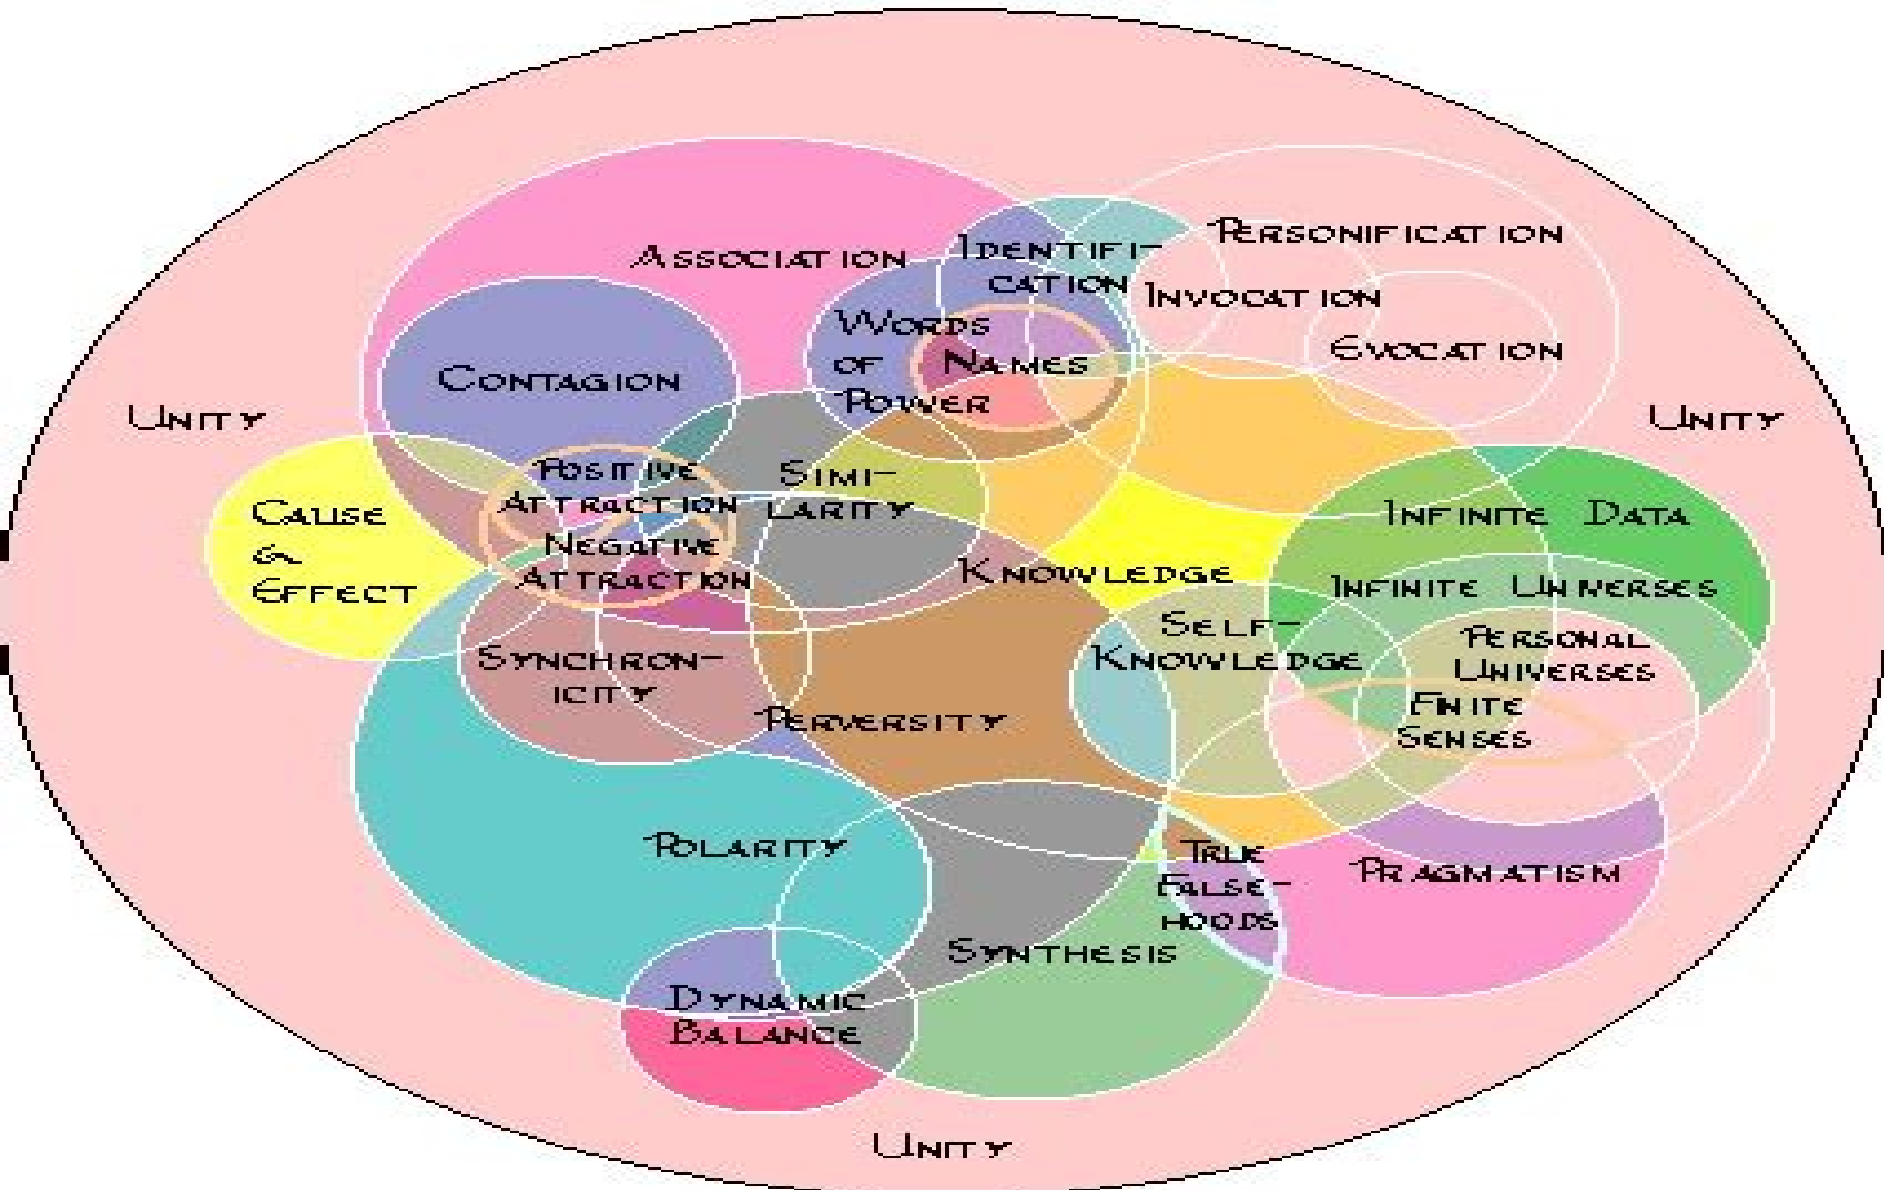 Association
Identifi-
cation
Personification
Invocation
Evocation
Words
of
Power
Names
Contagion
Unity
Unity
Positive
Attraction
Simi-
larity
Cause
&
Effect
Negative
Attraction
Knowledge
Infinite Data
Infinite Universes
Self-
Knowledge
Personal
Universes
Finite
Senses
Synchron-
icity
Perversity
Polarity
True
False-
hoods
Pragmatism
Synthesis
Dynamic
Balance
Unity